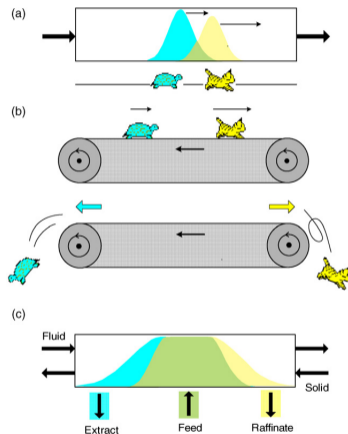 (a)
(b)
(c)
Fluid
Solid
Extract
Feed
Raffinate